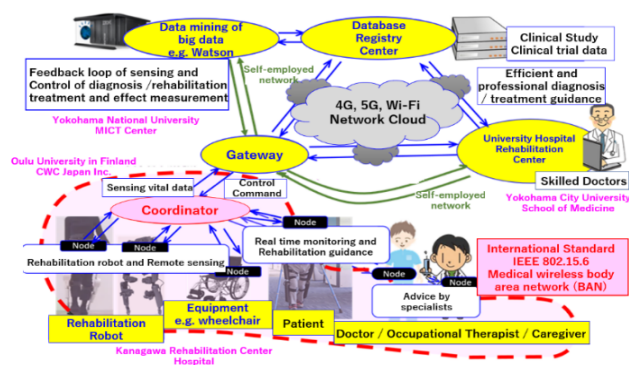 Data mining of
big data
e.g. Watson
Database
Registry
Center
Clinical Study
Clinical trial data
Feedback loop of sensing and
Control of diagnosis /rehabilitation
treatment and effect measurement
Self-employed
network
Efficient and
professional diagnosis
/ treatment guidance
4G, 5G, Wi-Fi
Network Cloud
Yokohama National University
MICT Center
Gateway
University Hospital
Rehabilitation
Center
Oulu University in Finland
CWC Japan Inc.
Sensing vital data
Control
Command
Self-employed
network
Skilled Doctors
Yokohama City University
School of Medicine
Coordinator
Node
Node
Node
Node
Node
Node
Rehabilitation robot and Remote sensing
Real time monitoring and
Rehabilitation guidance
Advice by
specialists
International Standard
IEEE 802.15.6
Medical wireless body
area network (BAN)
Rehabilitation
Robot
Equipment
e.g. wheelchair
Patient
Doctor / Occupational Therapist / Caregiver
Kanagawa Rehabilitation Center
Hospital